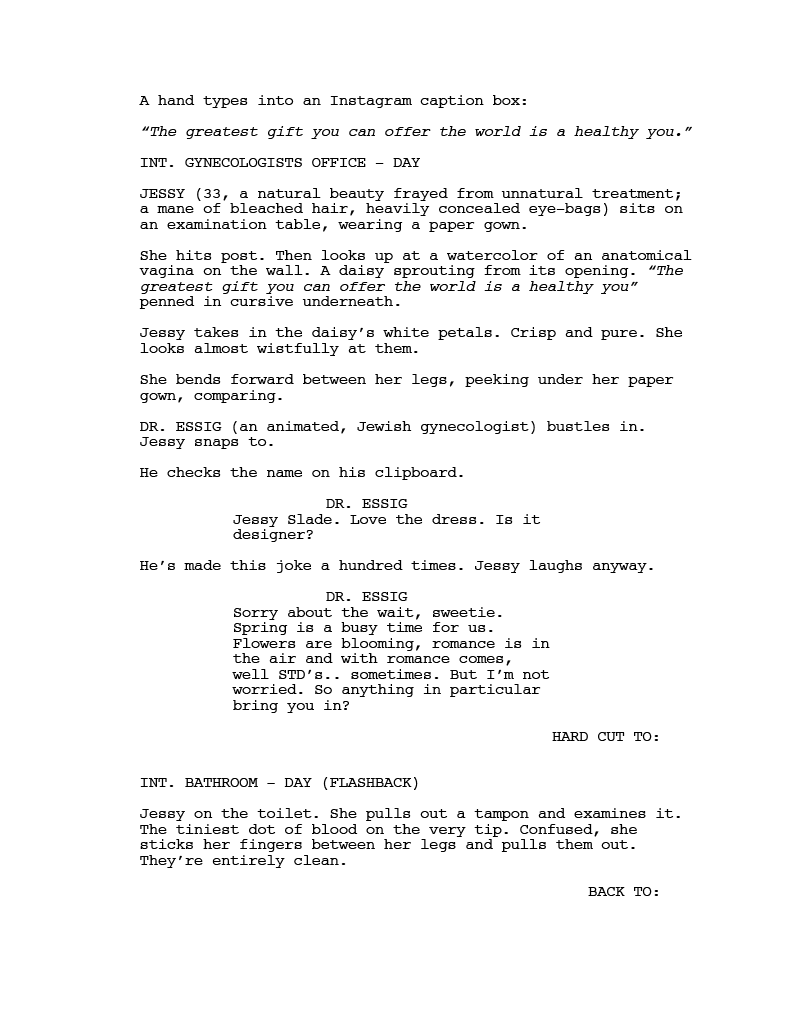 A hand types into an Instagram caption box:
“The greatest gift you can offer the world is a healthy you.”
INT. GYNECOLOGISTS OFFICE – DAY
JESSY (33, a natural beauty frayed from unnatural treatment;
a mane of bleached hair, heavily concealed eye-bags) sits on
an examination table, wearing a paper gown.
She hits post. Then looks up at a watercolor of an anatomical
vagina on the wall. A daisy sprouting from its opening. “The
greatest gift you can offer the world is a healthy you”
penned in cursive underneath.
Jessy takes in the daisy’s white petals. Crisp and pure. She
looks almost wistfully at them.
She bends forward between her legs, peeking under her paper
gown, comparing.
DR. ESSIG (an animated, Jewish gynecologist) bustles in.
Jessy snaps to.
He checks the name on his clipboard.
DR. ESSIG
Jessy Slade. Love the dress. Is it
designer?
He’s made this joke a hundred times. Jessy laughs anyway.
DR. ESSIG
Sorry about the wait, sweetie.
Spring is a busy time for us.
Flowers are blooming, romance is in
the air and with romance comes,
well STD’s.. sometimes. But I’m not
worried. So anything in particular
bring you in?
HARD CUT TO:
INT. BATHROOM – DAY (FLASHBACK)
Jessy on the toilet. She pulls out a tampon and examines it.
The tiniest dot of blood on the very tip. Confused, she
sticks her fingers between her legs and pulls them out.
They’re entirely clean.
BACK TO: